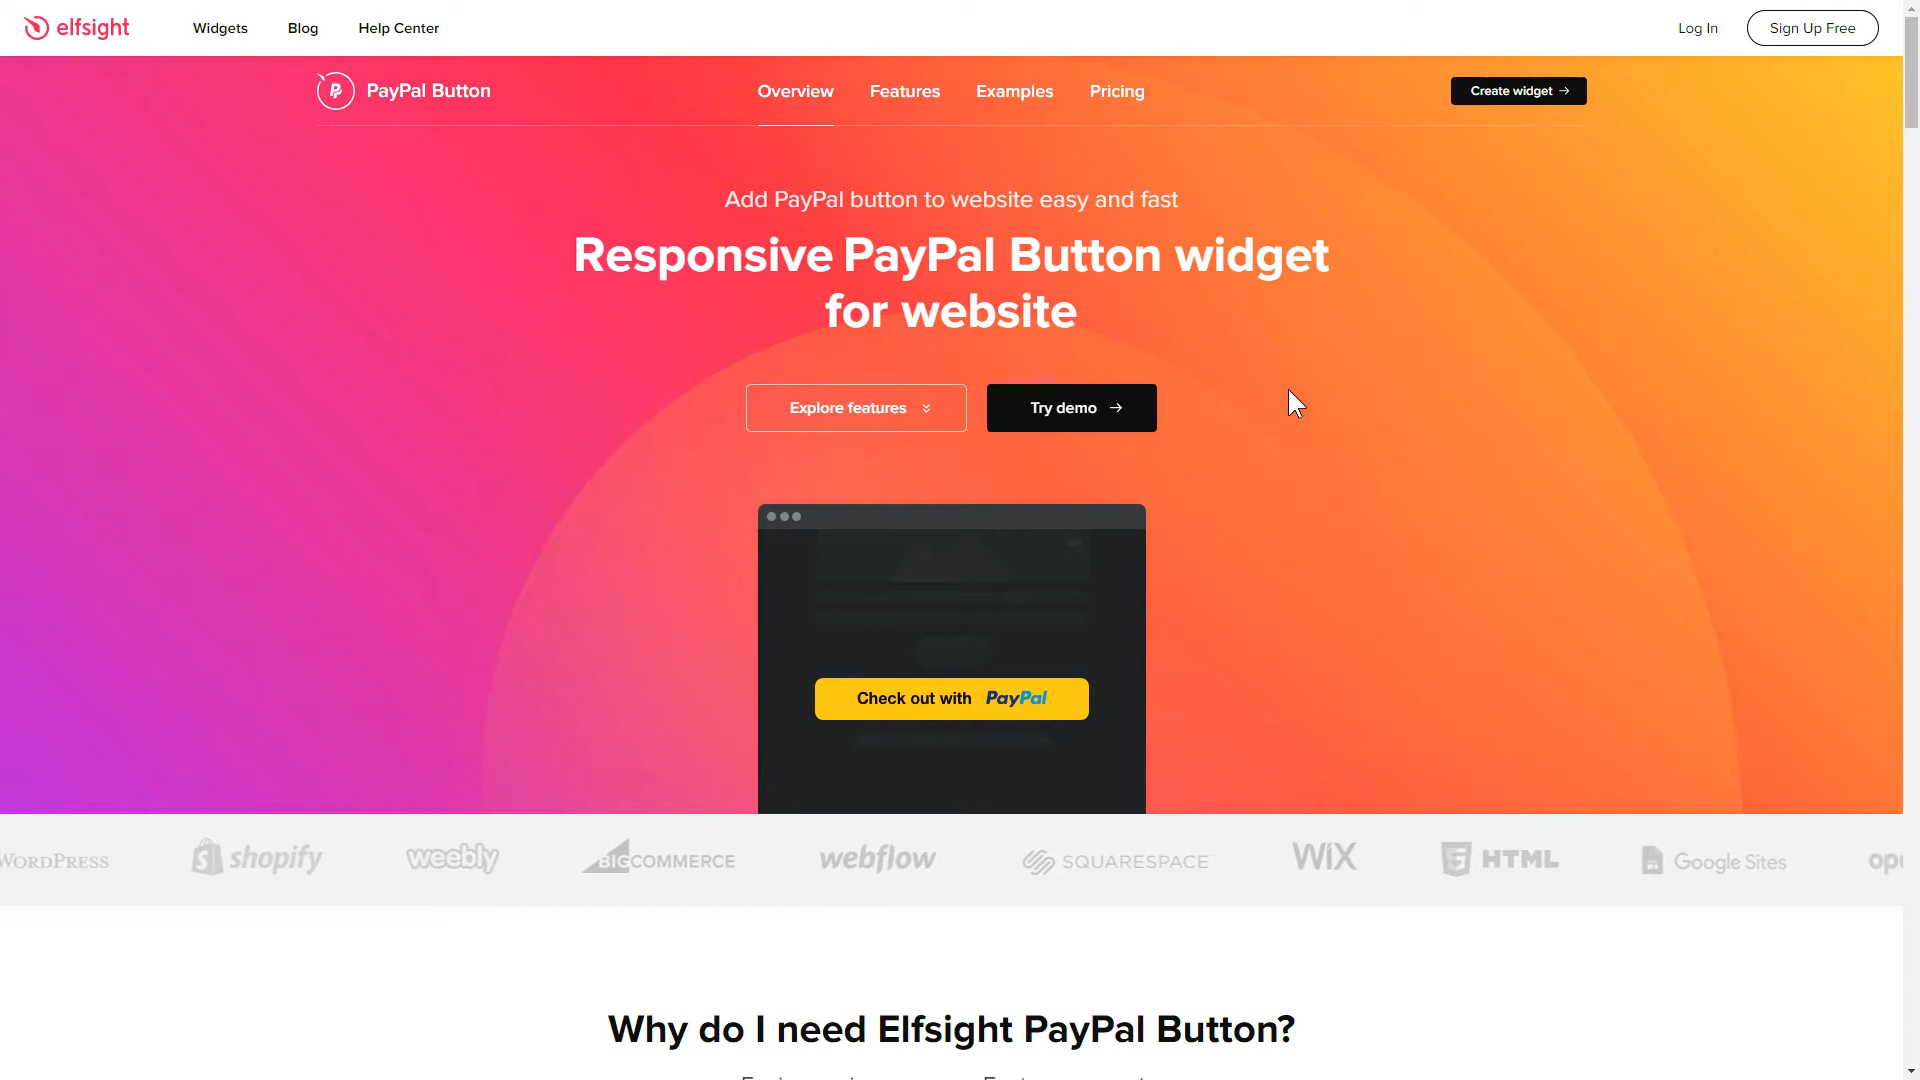 elfsight
Widgets
Blog
Help Center
Log In
Sign Up Free
PayPal Button
Overview
Features
Examples
Pricing
Create widget
Add PayPal button to website easy and fast
Responsive PayPal Button widget
for website
Explore features
Try demo
Check out with PayPal
WORDPRESS
shopify
weebly
BIGCOMMERCE
webflow
SQUARESPACE
WIX
HTML
Google Sites
Why do I need Elfsight PayPal Button?